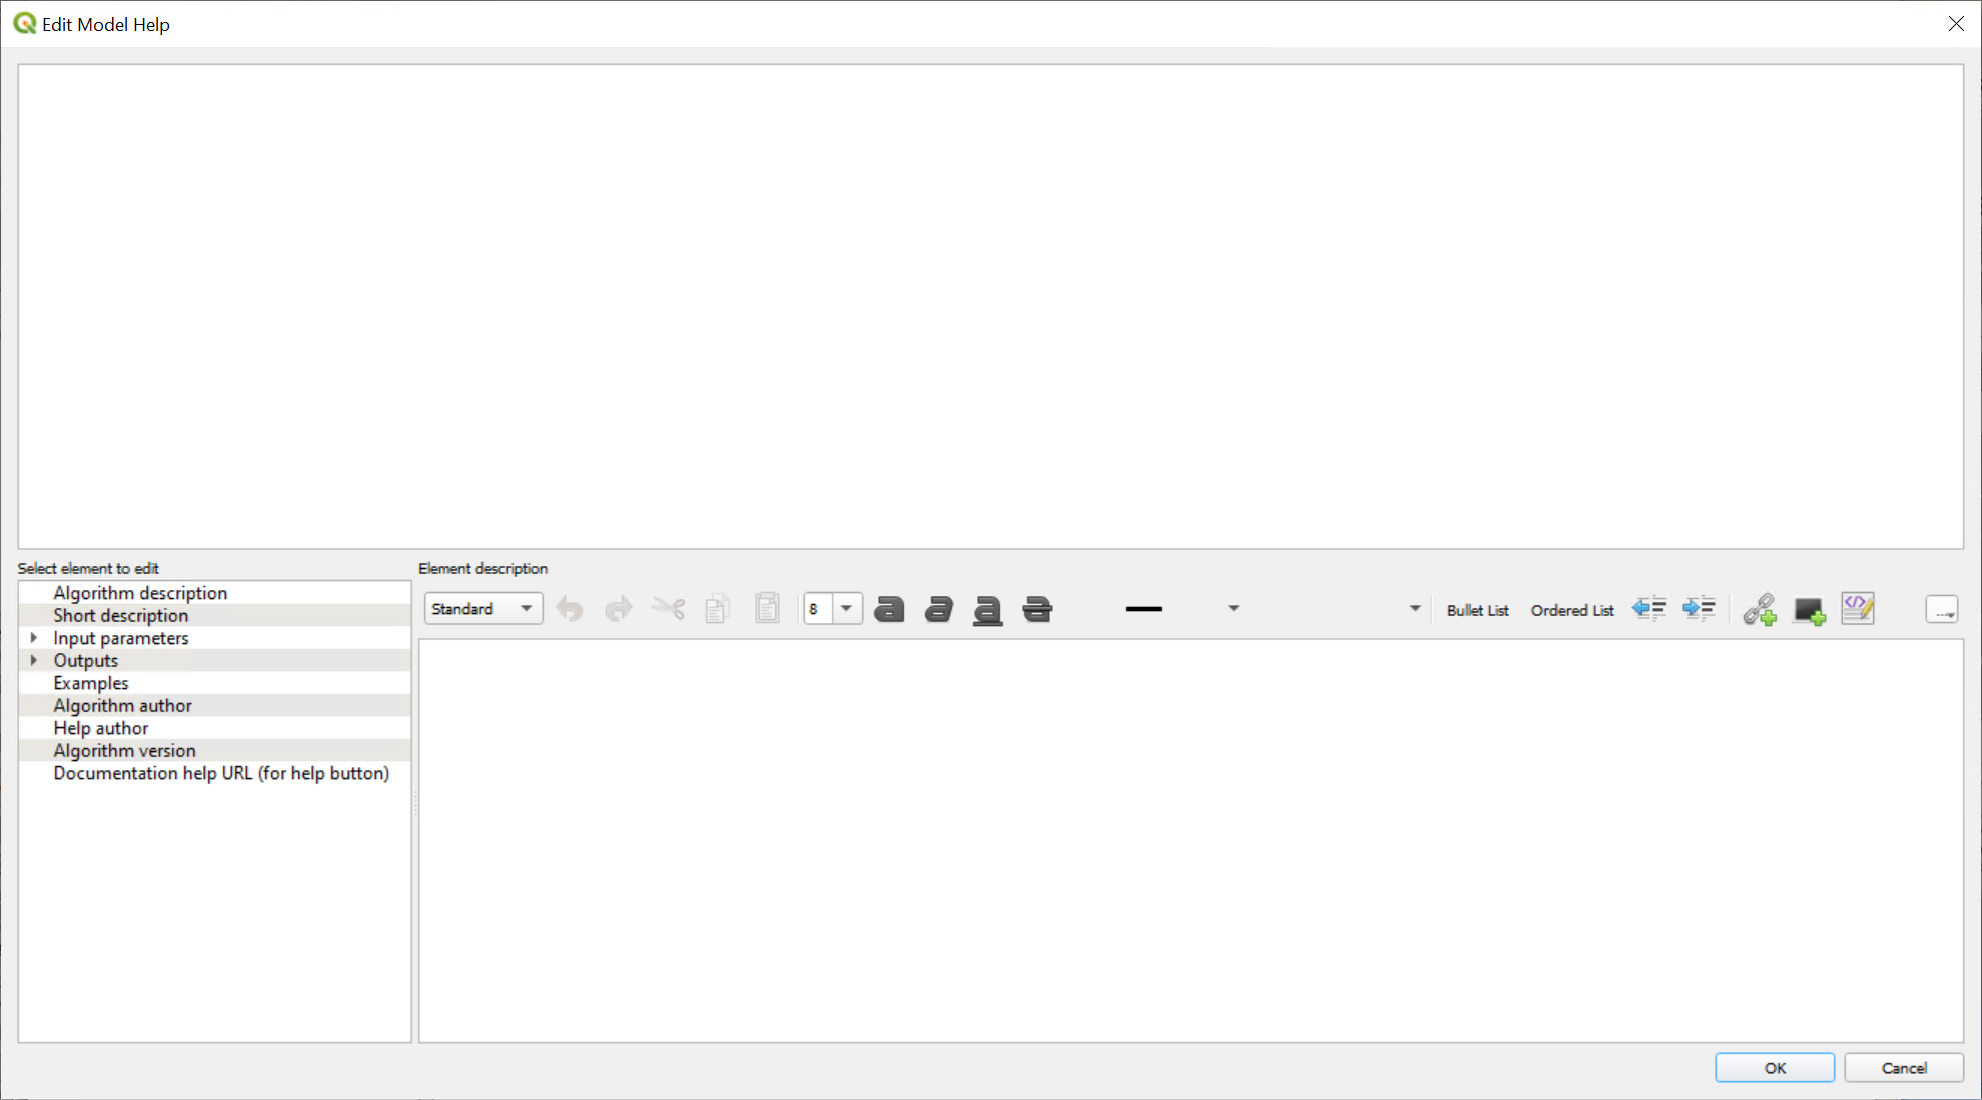 Edit Model Help
Select element to edit
Element description
Algorithm description
Short description
Input parameters
Outputs
Examples
Algorithm author
Help author
Algorithm version
Documentation help URL (for help button)
Standard
8
a a a a
Bullet List Ordered List
...
OK Cancel